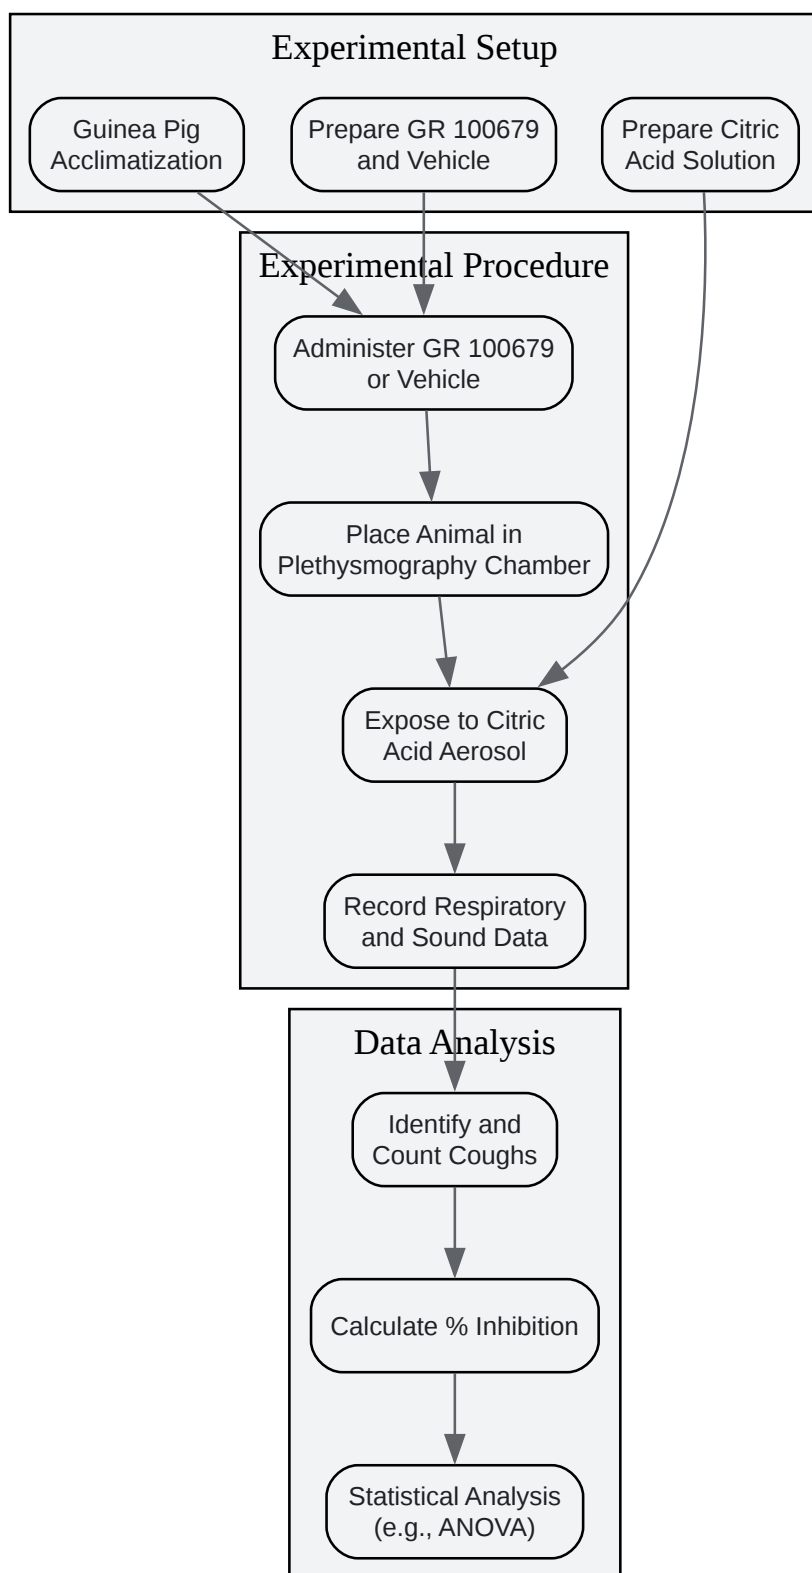 Experimental Setup
Guinea Pig
Acclimatization
Prepare GR 100679
and Vehicle
Prepare Citric
Acid Solution
Experimental Procedure
Administer GR 100679
or Vehicle
Place Animal in
Plethysmography Chamber
Expose to Citric
Acid Aerosol
Record Respiratory
and Sound Data
Data Analysis
Identify and
Count Coughs
Calculate % Inhibition
Statistical Analysis
(e.g., ANOVA)